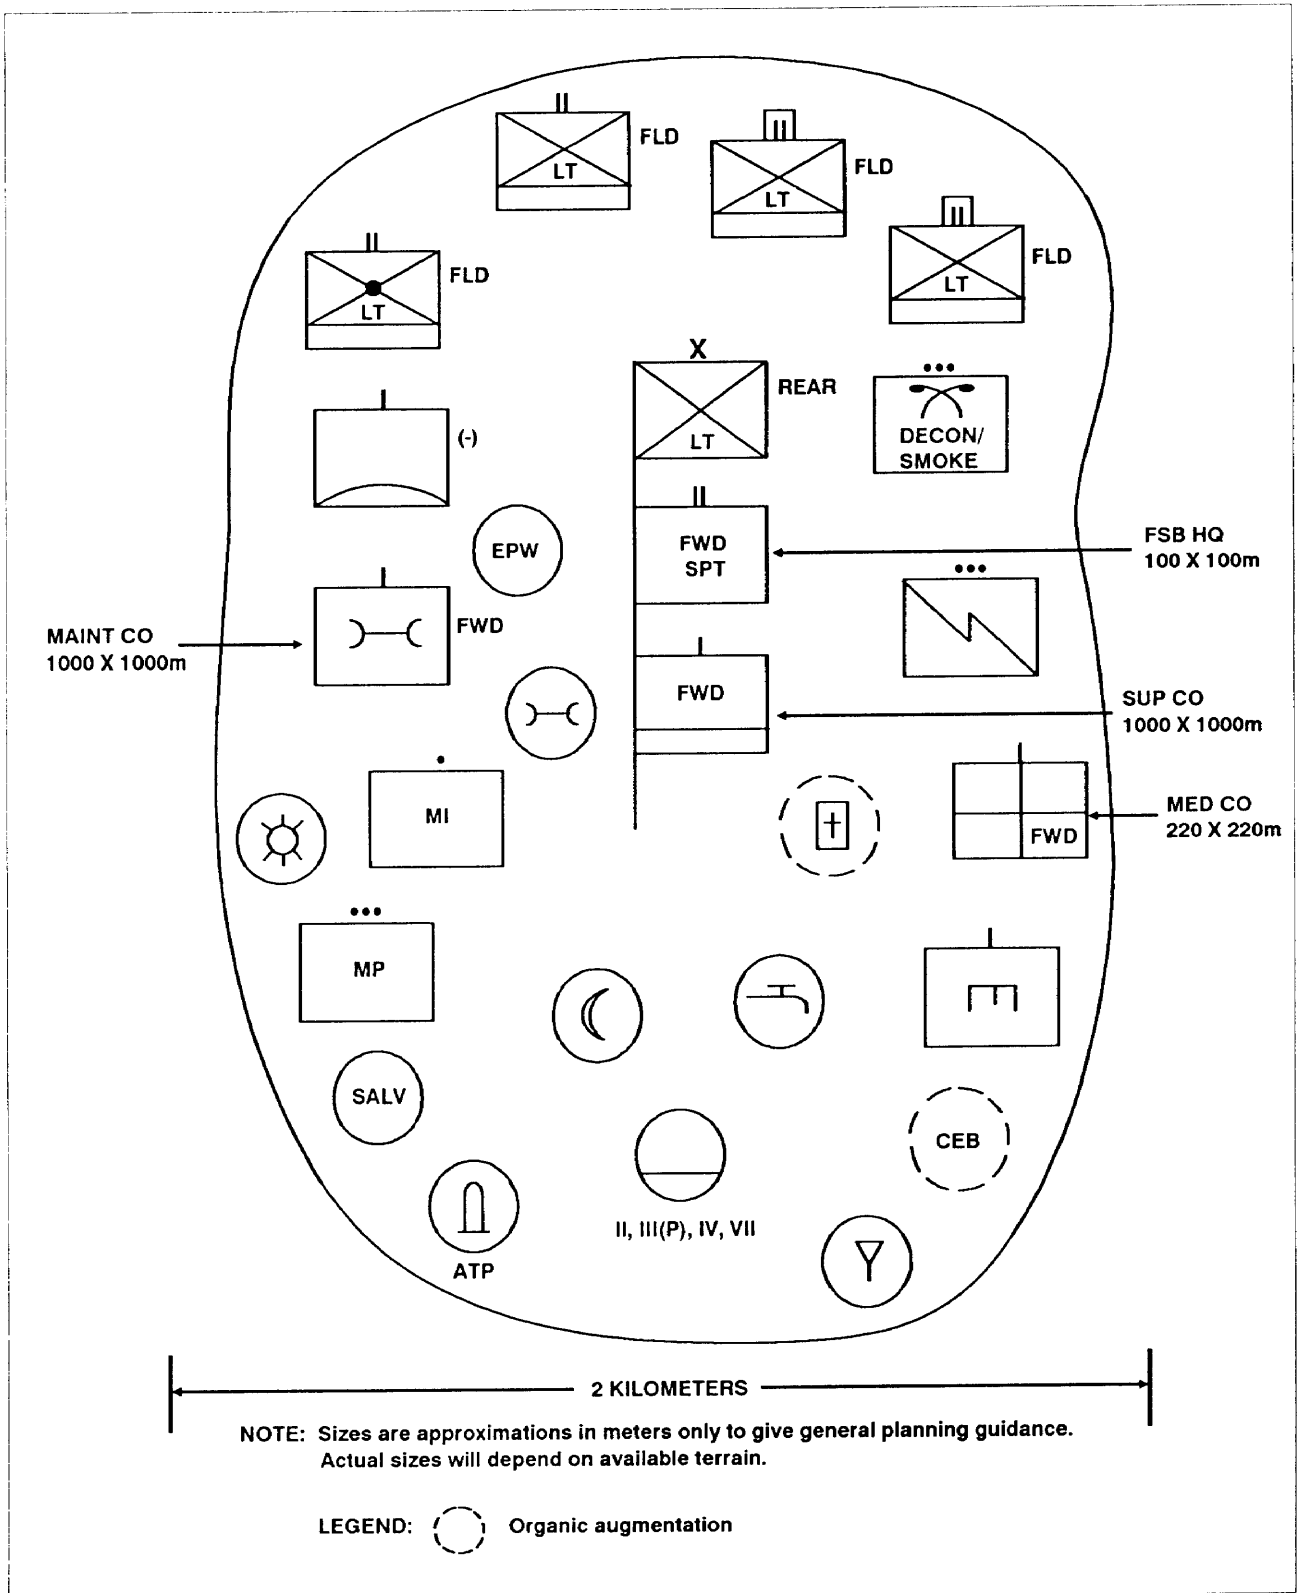 II
FLD
LT
II
FLD
LT
II
FLD
LT
II
FLD
LT
X
REAR
LT
DECON/
SMOKE
I
(-)
II
FWD
SPT
FSB HQ
100 X 100m
EPW
I
FWD
MAINT CO
1000 X 1000m
I
FWD
SUP CO
1000 X 1000m
MI
I
FWD
MED CO
220 X 220m
MP
I
SALV
CEB
II, III(P), IV, VII
ATP
2 KILOMETERS
NOTE: Sizes are approximations in meters only to give general planning guidance.
Actual sizes will depend on available terrain.
LEGEND: Organic augmentation